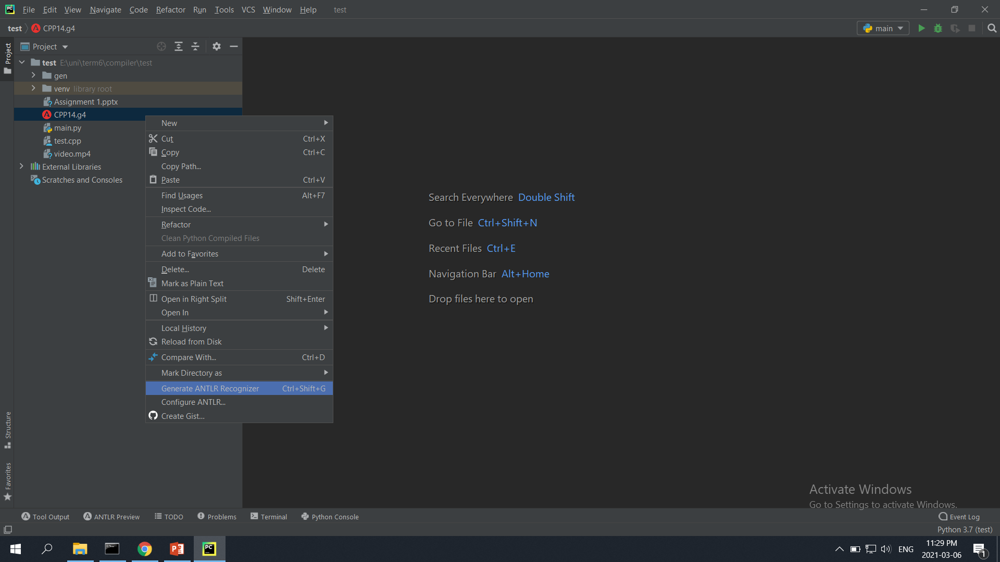 File Edit View Navigate Code Refactor Run Tools VCS Window Help test
test CPP14.g4 main
Project
Project
test E:\uni\term6\compiler\test
gen
venv library root
Assignment 1.pptx
CPP14.g4
main.py
test.cpp
video.mp4
External Libraries
Scratches and Consoles
New
Cut Ctrl+X
Copy Ctrl+C
Copy Path...
Paste Ctrl+V
Find Usages Alt+F7
Inspect Code...
Refactor
Clean Python Compiled Files
Add to Favorites
Delete... Delete
Mark as Plain Text
Open in Right Split Shift+Enter
Open In
Local History
Reload from Disk
Compare With... Ctrl+D
Mark Directory as
Generate ANTLR Recognizer Ctrl+Shift+G
Configure ANTLR...
Create Gist...
Search Everywhere Double Shift
Go to File Ctrl+Shift+N
Recent Files Ctrl+E
Navigation Bar Alt+Home
Drop files here to open
Structure
Favorites
Activate Windows
Go to Settings to activate Windows.
Tool Output ANTLR Preview TODO Problems Terminal Python Console Event Log
Python 3.7 (test)
PC
ENG
11:29 PM
2021-03-06
1